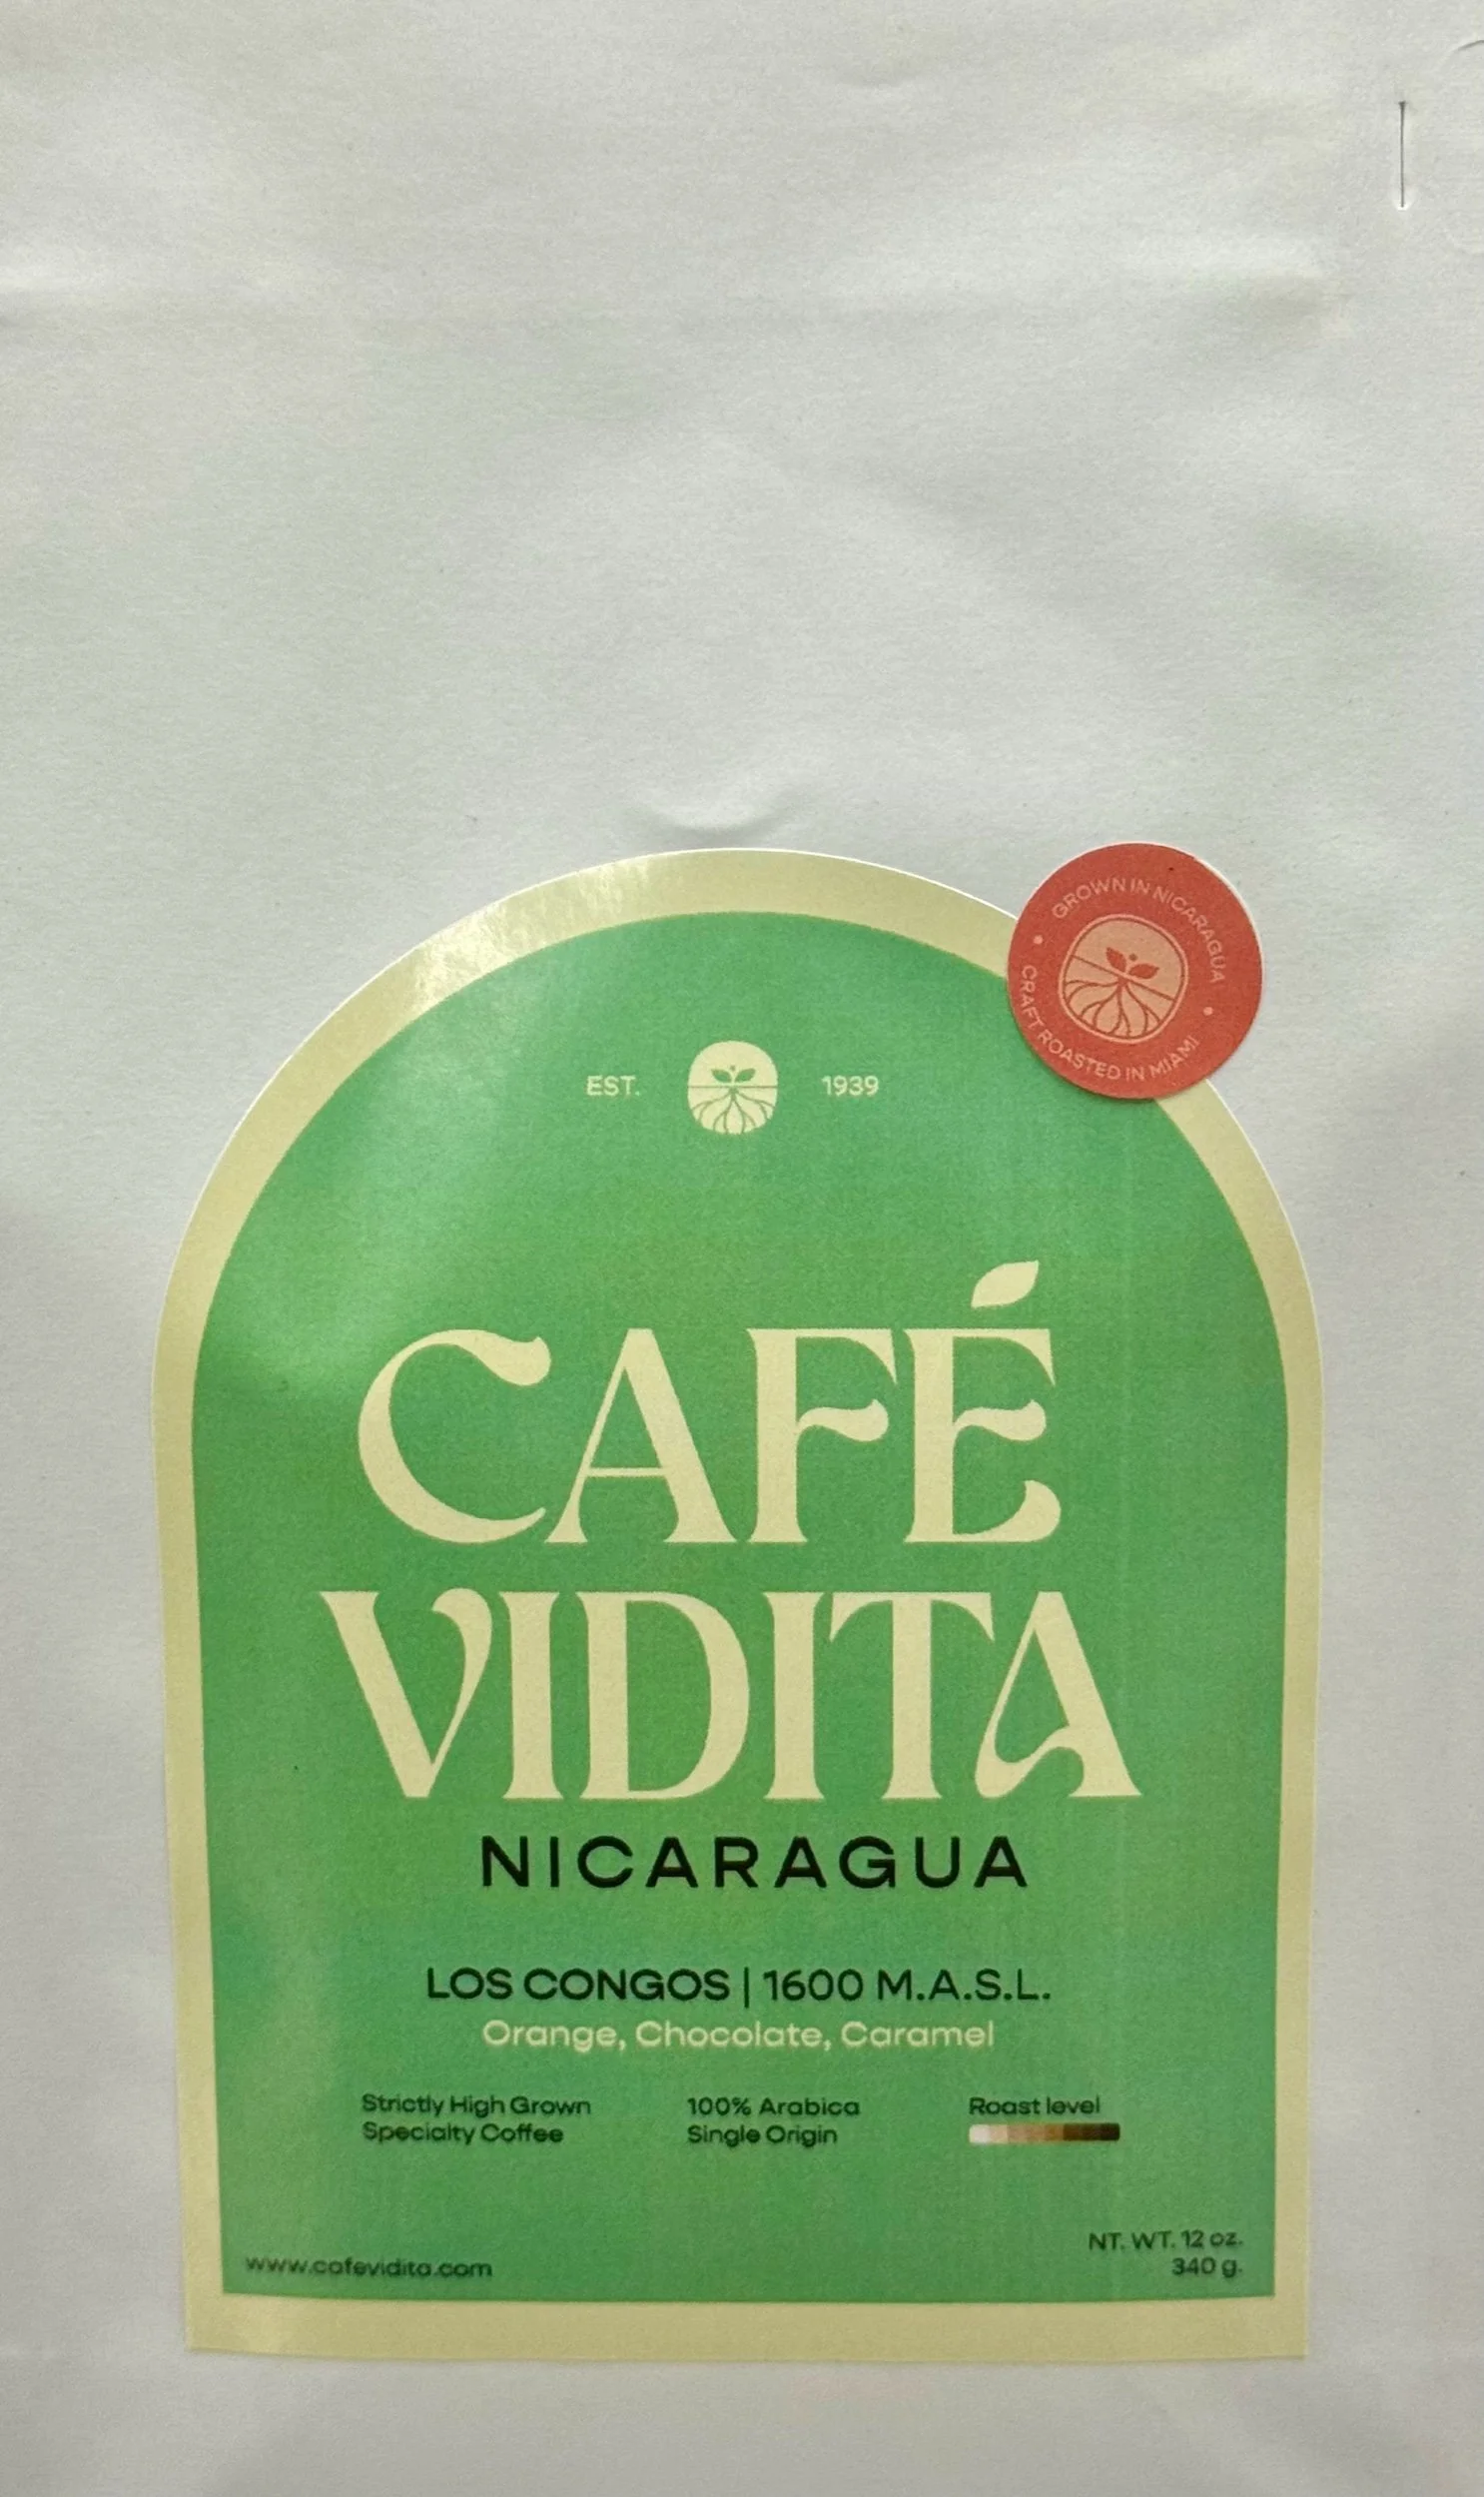 GROWN IN NICARAGUA
CRAFT ROASTED IN MIAMI
EST. 1939
CAFÉ
VIDITA
NICARAGUA
LOS CONGOS | 1600 M.A.S.L.
Orange, Chocolate, Caramel
Strictly High Grown
Specialty Coffee
100% Arabica
Single Origin
Roast level
NT. WT. 12 oz.
340 g.
www.cafevidita.com